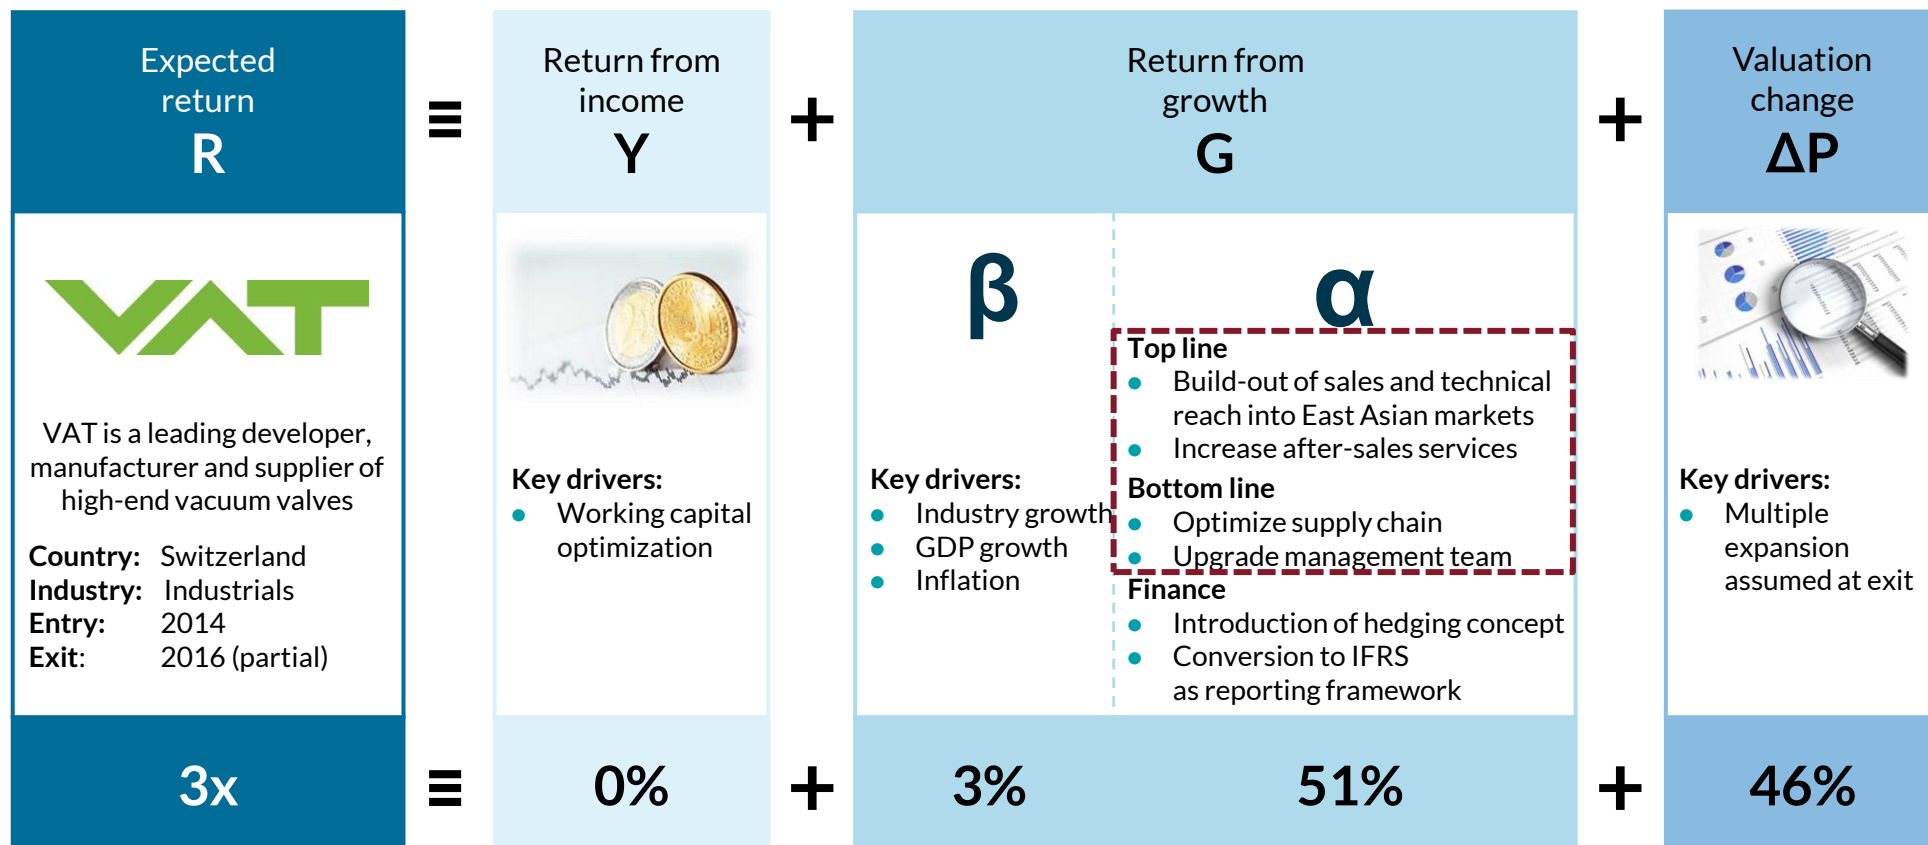 Expected
return
R
≡
Return from
income
Y
+
Return from
growth
G
+
Valuation
change
ΔP
VAT
VAT is a leading developer,
manufacturer and supplier of
high-end vacuum valves
Country: Switzerland
Industry: Industrials
Entry: 2014
Exit: 2016 (partial)
Key drivers:
● Working capital
optimization
β
Key drivers:
● Industry growth
● GDP growth
● Inflation
α
Top line
● Build-out of sales and technical
reach into East Asian markets
● Increase after-sales services
Bottom line
● Optimize supply chain
● Upgrade management team
Finance
● Introduction of hedging concept
● Conversion to IFRS
as reporting framework
Key drivers:
● Multiple
expansion
assumed at exit
3x
≡
0%
+
3%
51%
+
46%